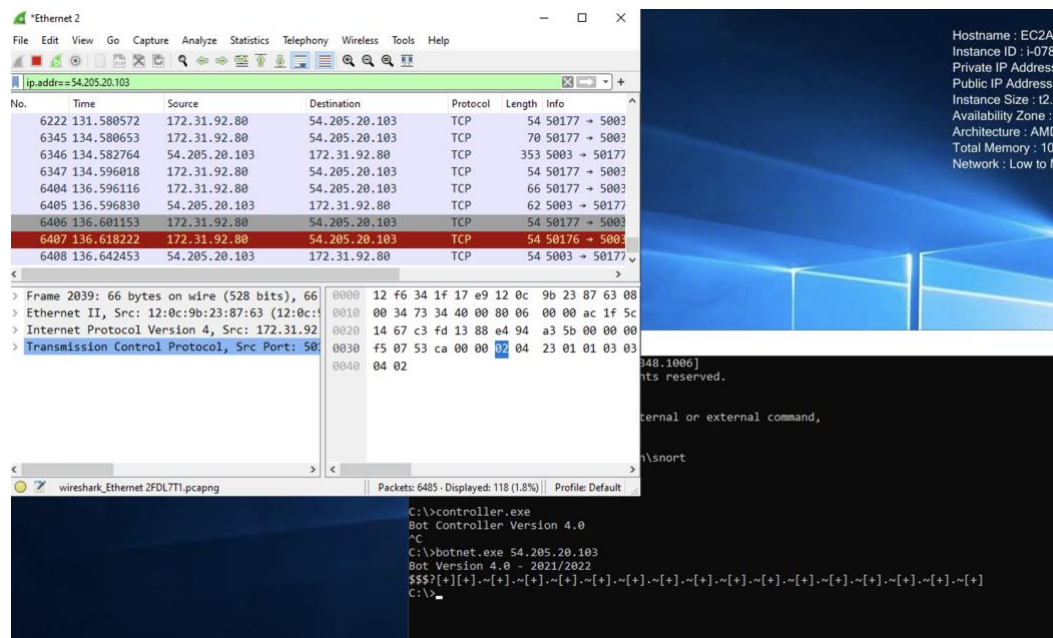 *Ethernet 2
File Edit View Go Capture Analyze Statistics Telephony Wireless Tools Help
ip.addr==54.205.20.103
No. Time Source Destination Protocol Length Info
6222 131.580572 172.31.92.80 54.205.20.103 TCP 54 50177 → 5003
6345 134.580653 172.31.92.80 54.205.20.103 TCP 70 50177 → 5003
6346 134.582764 54.205.20.103 172.31.92.80 TCP 353 5003 → 50177
6347 134.596018 172.31.92.80 54.205.20.103 TCP 54 50177 → 5003
6404 136.596116 172.31.92.80 54.205.20.103 TCP 66 50177 → 5003
6405 136.596830 54.205.20.103 172.31.92.80 TCP 62 5003 → 50177
6406 136.601153 172.31.92.80 54.205.20.103 TCP 54 50177 → 5003
6407 136.618222 172.31.92.80 54.205.20.103 TCP 54 50176 → 5003
6408 136.642453 54.205.20.103 172.31.92.80 TCP 54 5003 → 50177
Frame 2039: 66 bytes on wire (528 bits), 66
Ethernet II, Src: 12:0c:9b:23:87:63 (12:0c:9
Internet Protocol Version 4, Src: 172.31.92
Transmission Control Protocol, Src Port: 50
0000 12 f6 34 1f 17 e9 12 0c 9b 23 87 63 08
0010 00 34 73 34 40 00 80 06 00 00 ac 1f 5c
0020 14 67 c3 fd 13 88 e4 94 a3 5b 00 00 00
0030 f5 07 53 ca 00 00 02 04 23 01 01 03 03
0040 04 02
wireshark_Ethernet 2FDL7T1.pcapng Packets: 6485 · Displayed: 118 (1.8%) Profile: Default
Hostname : EC2A
Instance ID : i-078
Private IP Address
Public IP Address
Instance Size : t2.
Availability Zone :
Architecture : AMD
Total Memory : 10
Network : Low to
348.1006]
nts reserved.
ternal or external command,
n\snort
C:\>controller.exe
Bot Controller Version 4.0
^C
C:\>botnet.exe 54.205.20.103
Bot Version 4.0 - 2021/2022
$$$?[+][+].~[+].~[+].~[+].~[+].~[+].~[+].~[+].~[+].~[+].~[+].~[+].~[+].~[+].~[+].~[+]
C:\>